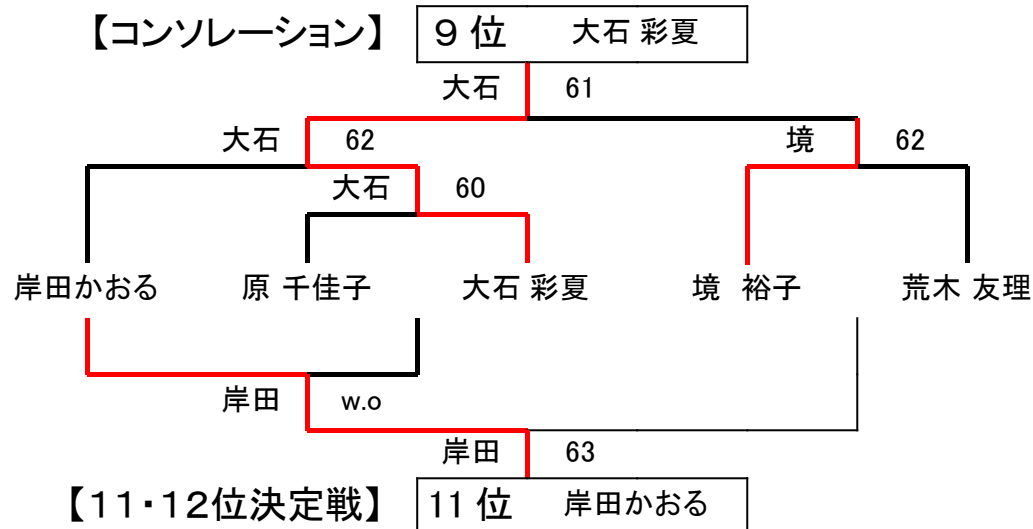 【コンソレーション】 9 位 大石 彩夏
大石 61
大石 62 境 62
大石 60
岸田かおる 原 千佳子 大石 彩夏 境 裕子 荒木 友理
岸田 w.o
岸田 63
【11・12位決定戦】 11 位 岸田かおる